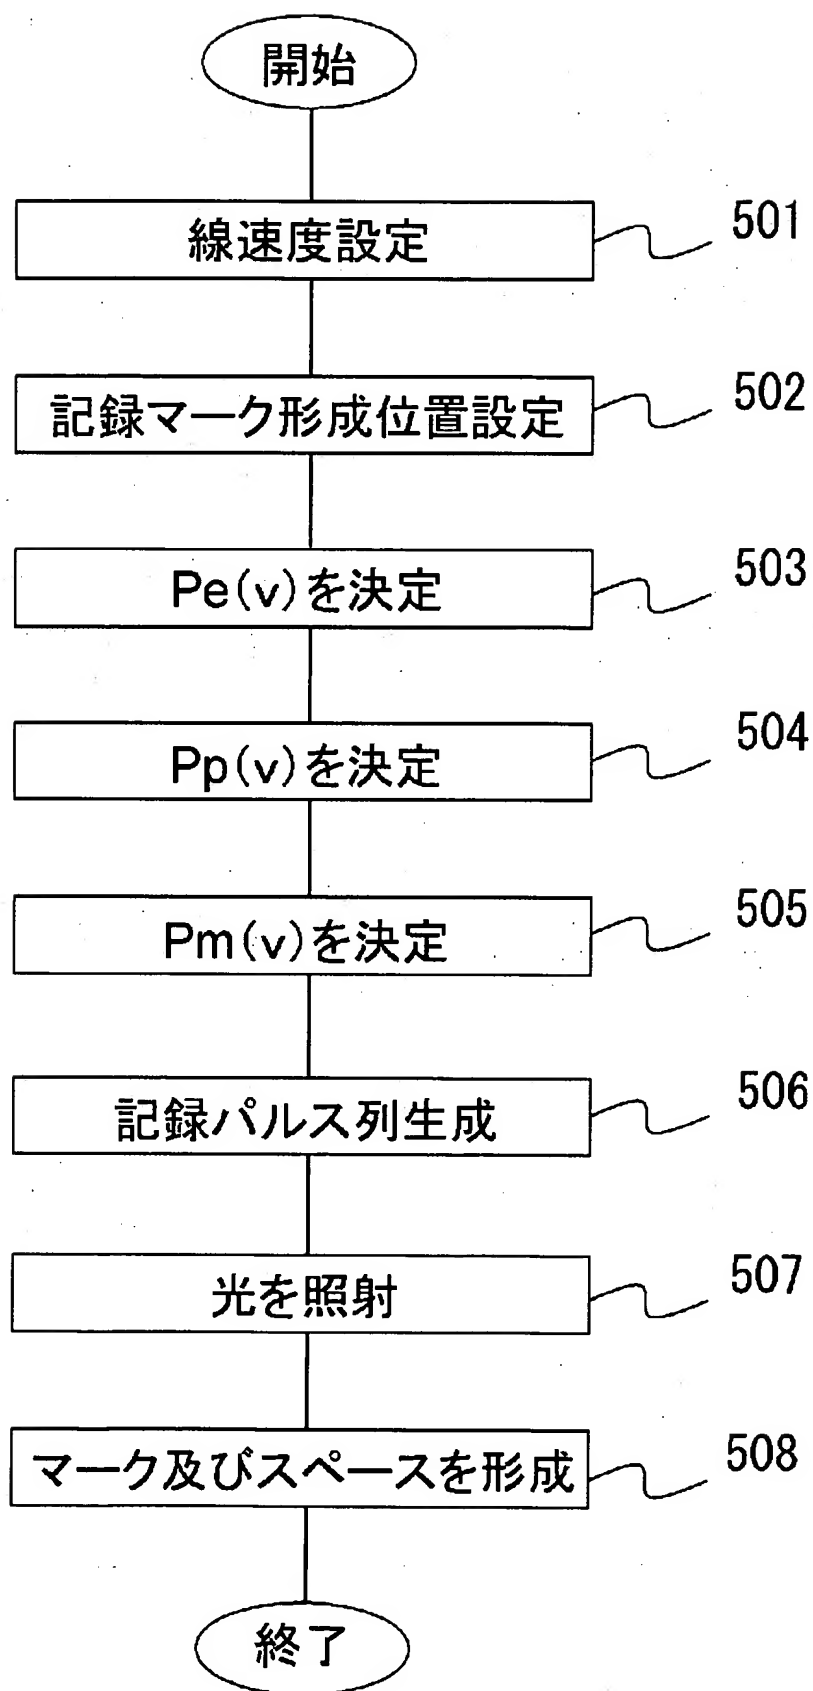 開始
線速度設定
501
記録マーク形成位置設定
502
Pe(v)を決定
503
Pp(v)を決定
504
Pm(v)を決定
505
記録パルス列生成
506
光を照射
507
マーク及びスペースを形成
508
終了